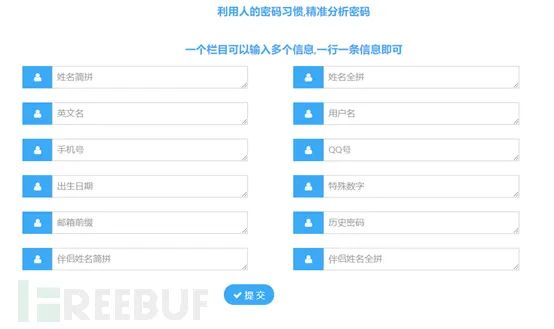 利用人的密码习惯,精准分析密码
一个栏目可以输入多个信息,一行一条信息即可
姓名简拼 姓名全拼
英文名 用户名
手机号 QQ号
出生日期 特殊数字
邮箱前缀 历史密码
伴侣姓名简拼 伴侣姓名全拼
提 交
FREEBUF